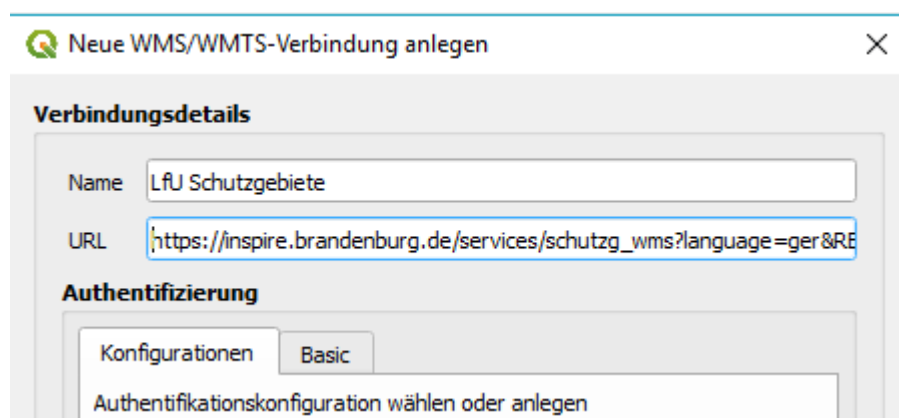 Neue WMS/WMTS-Verbindung anlegen
Verbindungsdetails
Name LfU Schutzgebiete
URL https://inspire.brandenburg.de/services/schutzg_wms?language=ger&RE
Authentifizierung
Konfigurationen Basic
Authentifikationskonfiguration wählen oder anlegen